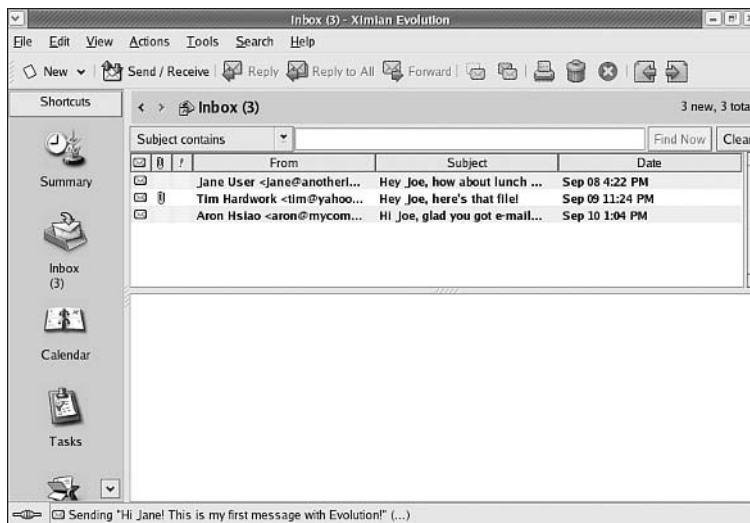 Inbox (3) - Ximian Evolution
File Edit View Actions Tools Search Help
New Send / Receive Reply Reply to All Forward
Shortcuts
Inbox (3)
3 new, 3 tota
Subject contains
Find Now Clea
! From Subject Date
Jane User <jane@anotherl... Hey Joe, how about lunch ... Sep 08 4:22 PM
Tim Hardwork <tim@yahoo... Hey Joe, here's that file! Sep 09 11:24 PM
Aron Hsiao <aron@mycom... Hi Joe, glad you got e-mail... Sep 10 1:04 PM
Summary
Inbox
(3)
Calendar
Tasks
Sending "Hi Jane! This is my first message with Evolution!" (...)